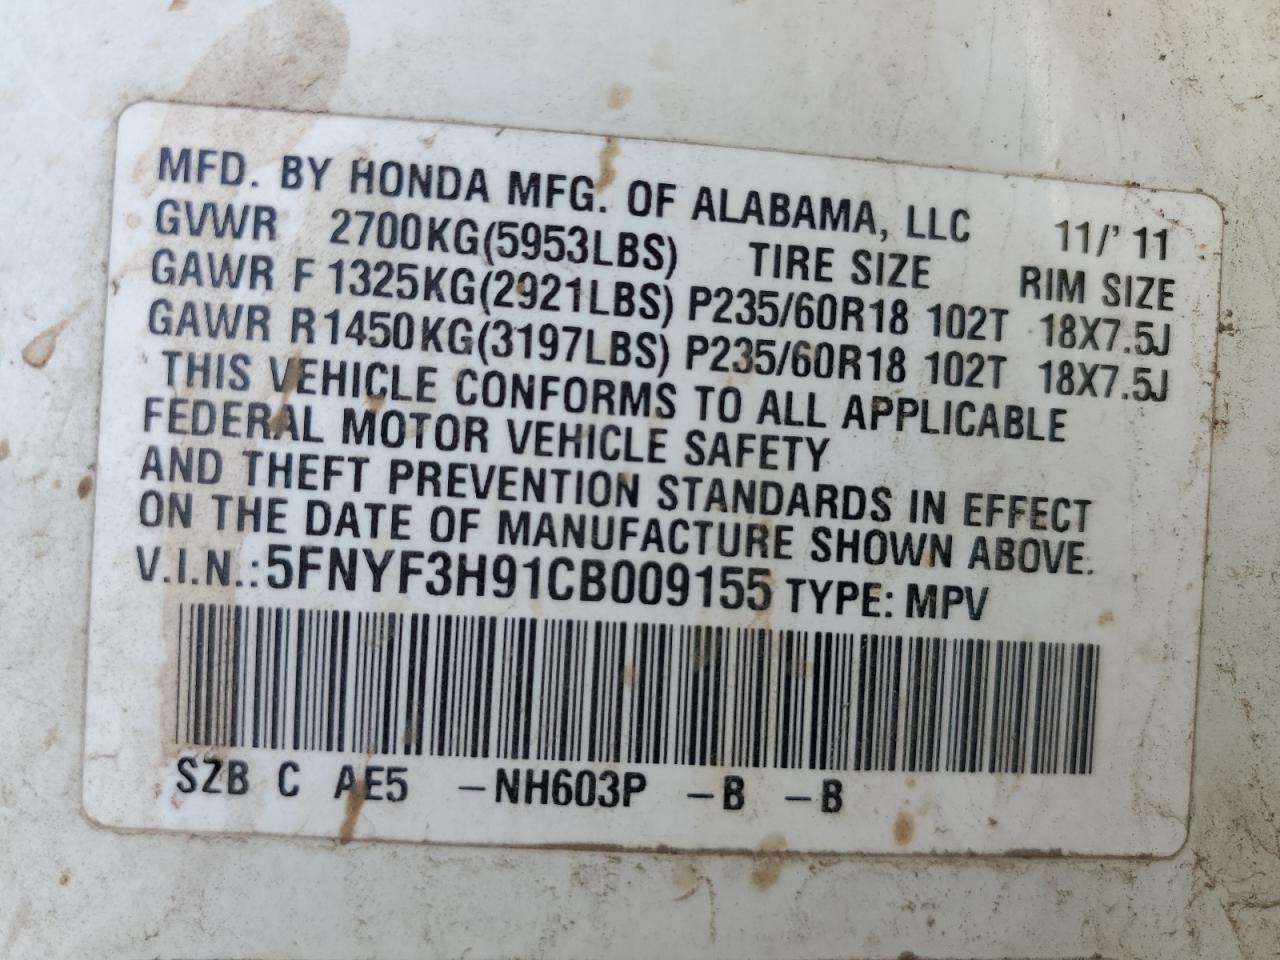 MFD. BY HONDA MFG. OF ALABAMA, LLC 11/'11
GVWR 2700KG(5953LBS) TIRE SIZE RIM SIZE
GAWR F 1325KG(2921LBS) P235/60R18 102T 18X7.5J
GAWR R 1450KG(3197LBS) P235/60R18 102T 18X7.5J
THIS VEHICLE CONFORMS TO ALL APPLICABLE
FEDERAL MOTOR VEHICLE SAFETY
AND THEFT PREVENTION STANDARDS IN EFFECT
ON THE DATE OF MANUFACTURE SHOWN ABOVE.
V.I.N.:5FNYF3H91CB009155 TYPE: MPV
SZB C AE5 –NH603P –B –B